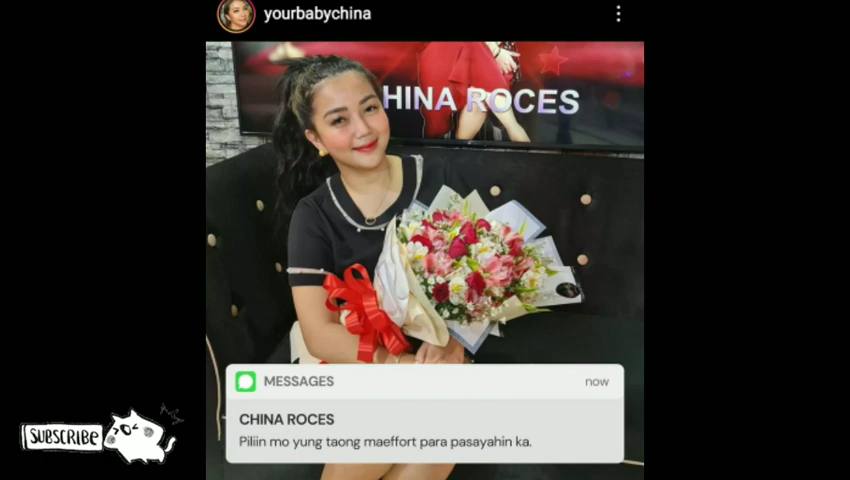 yourbabychina
CHINA ROCES
MESSAGES
now
CHINA ROCES
Piliin mo yung taong maeffort para pasayahin ka.
SUBSCRIBE